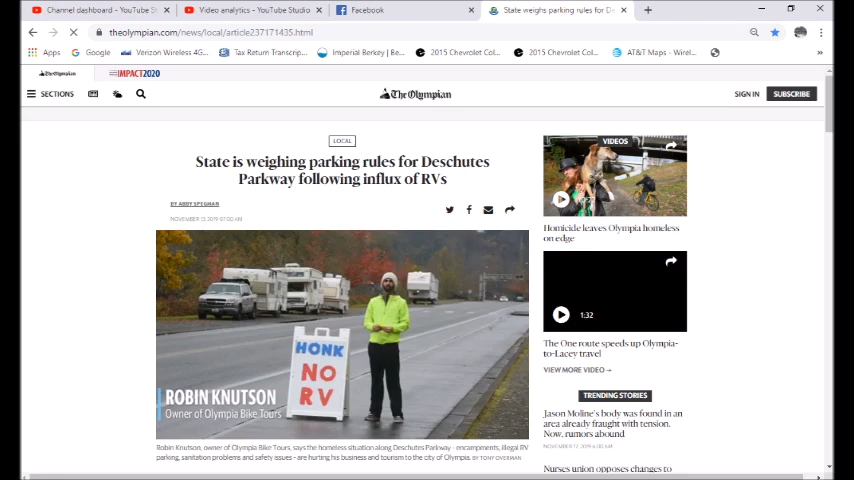 Channel dashboard - YouTube St
Video analytics - YouTube Studio
Facebook
State weighs parking rules for De
theolympian.com/news/local/article237171435.html
Apps
Google
Verizon Wireless 4G...
Tax Return Transcrip...
Imperial Berkey | Be...
2015 Chevrolet Col...
2015 Chevrolet Col...
AT&T Maps - Wirel...
The Olympian
IMPACT2020
SECTIONS
The Olympian
SIGN IN
SUBSCRIBE
LOCAL
State is weighing parking rules for Deschutes
Parkway following influx of RVs
BY ABBY SPEGMAN
NOVEMBER 13, 2019 07:00 AM
HONK
NO
RV
ROBIN KNUTSON
Owner of Olympia Bike Tours
Robin Knutson, owner of Olympia Bike Tours, says the homeless situation along Deschutes Parkway - encampments, illegal RV
parking, sanitation problems and safety issues - are hurting his business and tourism to the city of Olympia. BY TONY OVERMAN
VIDEOS
Homicide leaves Olympia homeless
on edge
1:32
The One route speeds up Olympia-
to-Lacey travel
VIEW MORE VIDEO →
TRENDING STORIES
Jason Moline's body was found in an
area already fraught with tension.
Now, rumors abound
NOVEMBER 12, 2019 6:00 AM
Nurses union opposes changes to